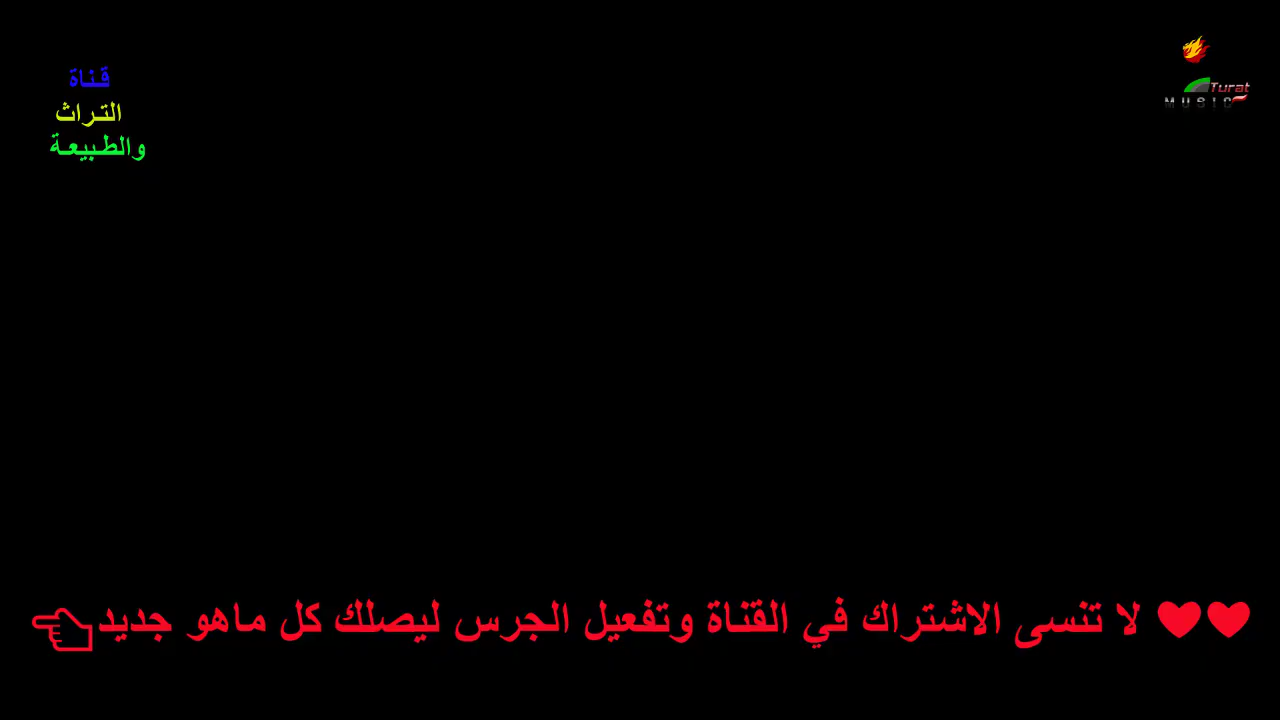 قناة
التراث
والطبيعة
Turat
MUSIC
لا تنسى الاشتراك في القناة وتفعيل الجرس ليصلك كل ماهو جديد